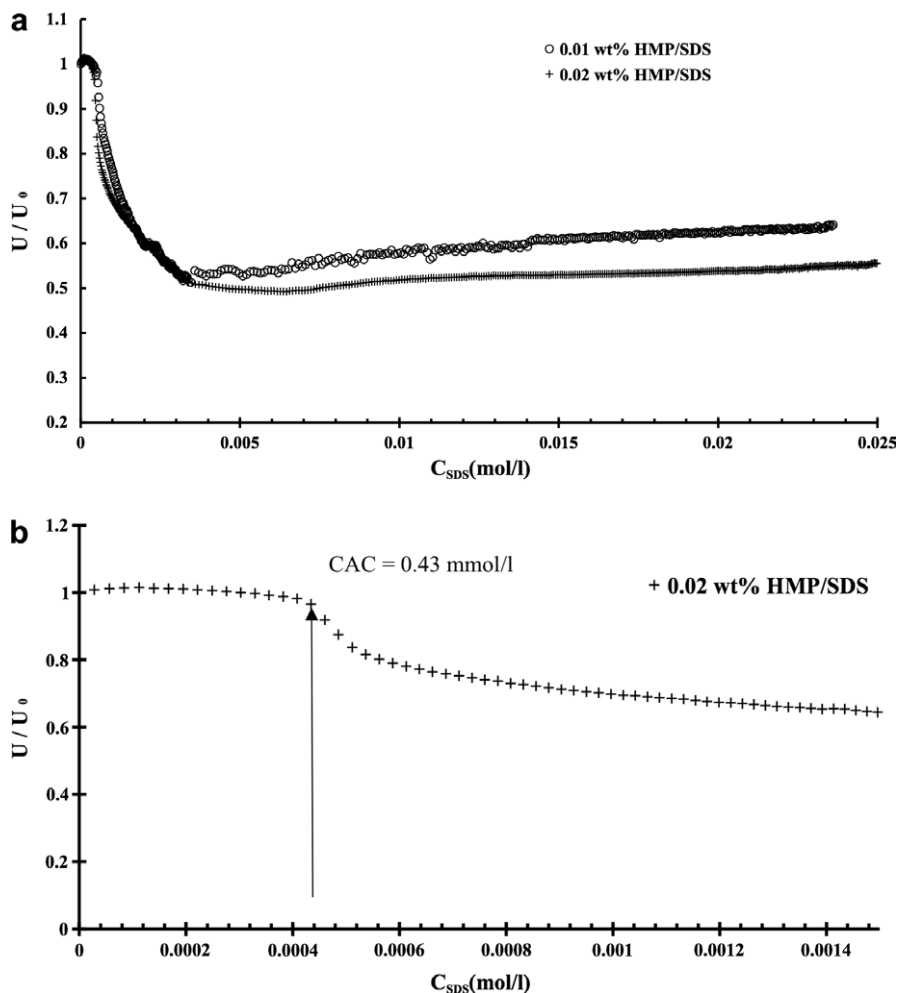 a
1.1
1
0.9
0.8
0.7
0.6
0.5
0.4
0.3
0.2
U / U₀
○ 0.01 wt% HMP/SDS
+ 0.02 wt% HMP/SDS
0 0.005 0.01 0.015 0.02 0.025
C_SDS(mol/l)
b
1.2
1
0.8
0.6
0.4
0.2
0
U / U₀
CAC = 0.43 mmol/l
+ 0.02 wt% HMP/SDS
0 0.0002 0.0004 0.0006 0.0008 0.001 0.0012 0.0014
C_SDS(mol/l)